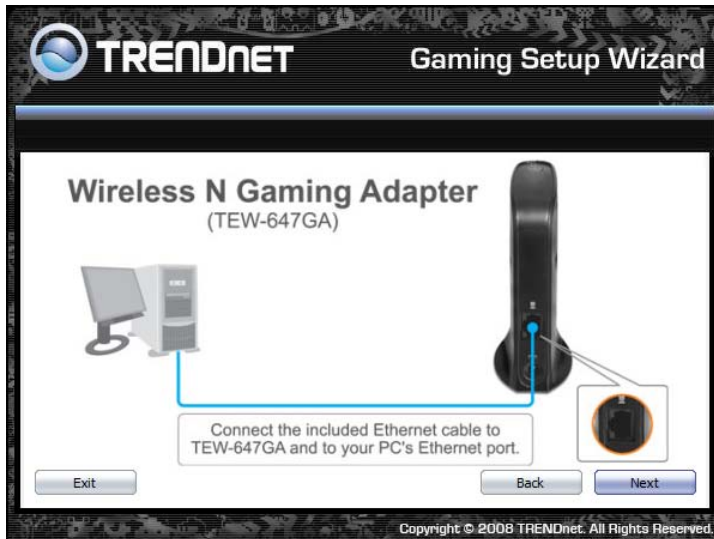 TRENDNET
Gaming Setup Wizard
Wireless N Gaming Adapter
(TEW-647GA)
Connect the included Ethernet cable to
TEW-647GA and to your PC's Ethernet port.
Exit
Back
Next
Copyright © 2008 TRENDnet. All Rights Reserved.